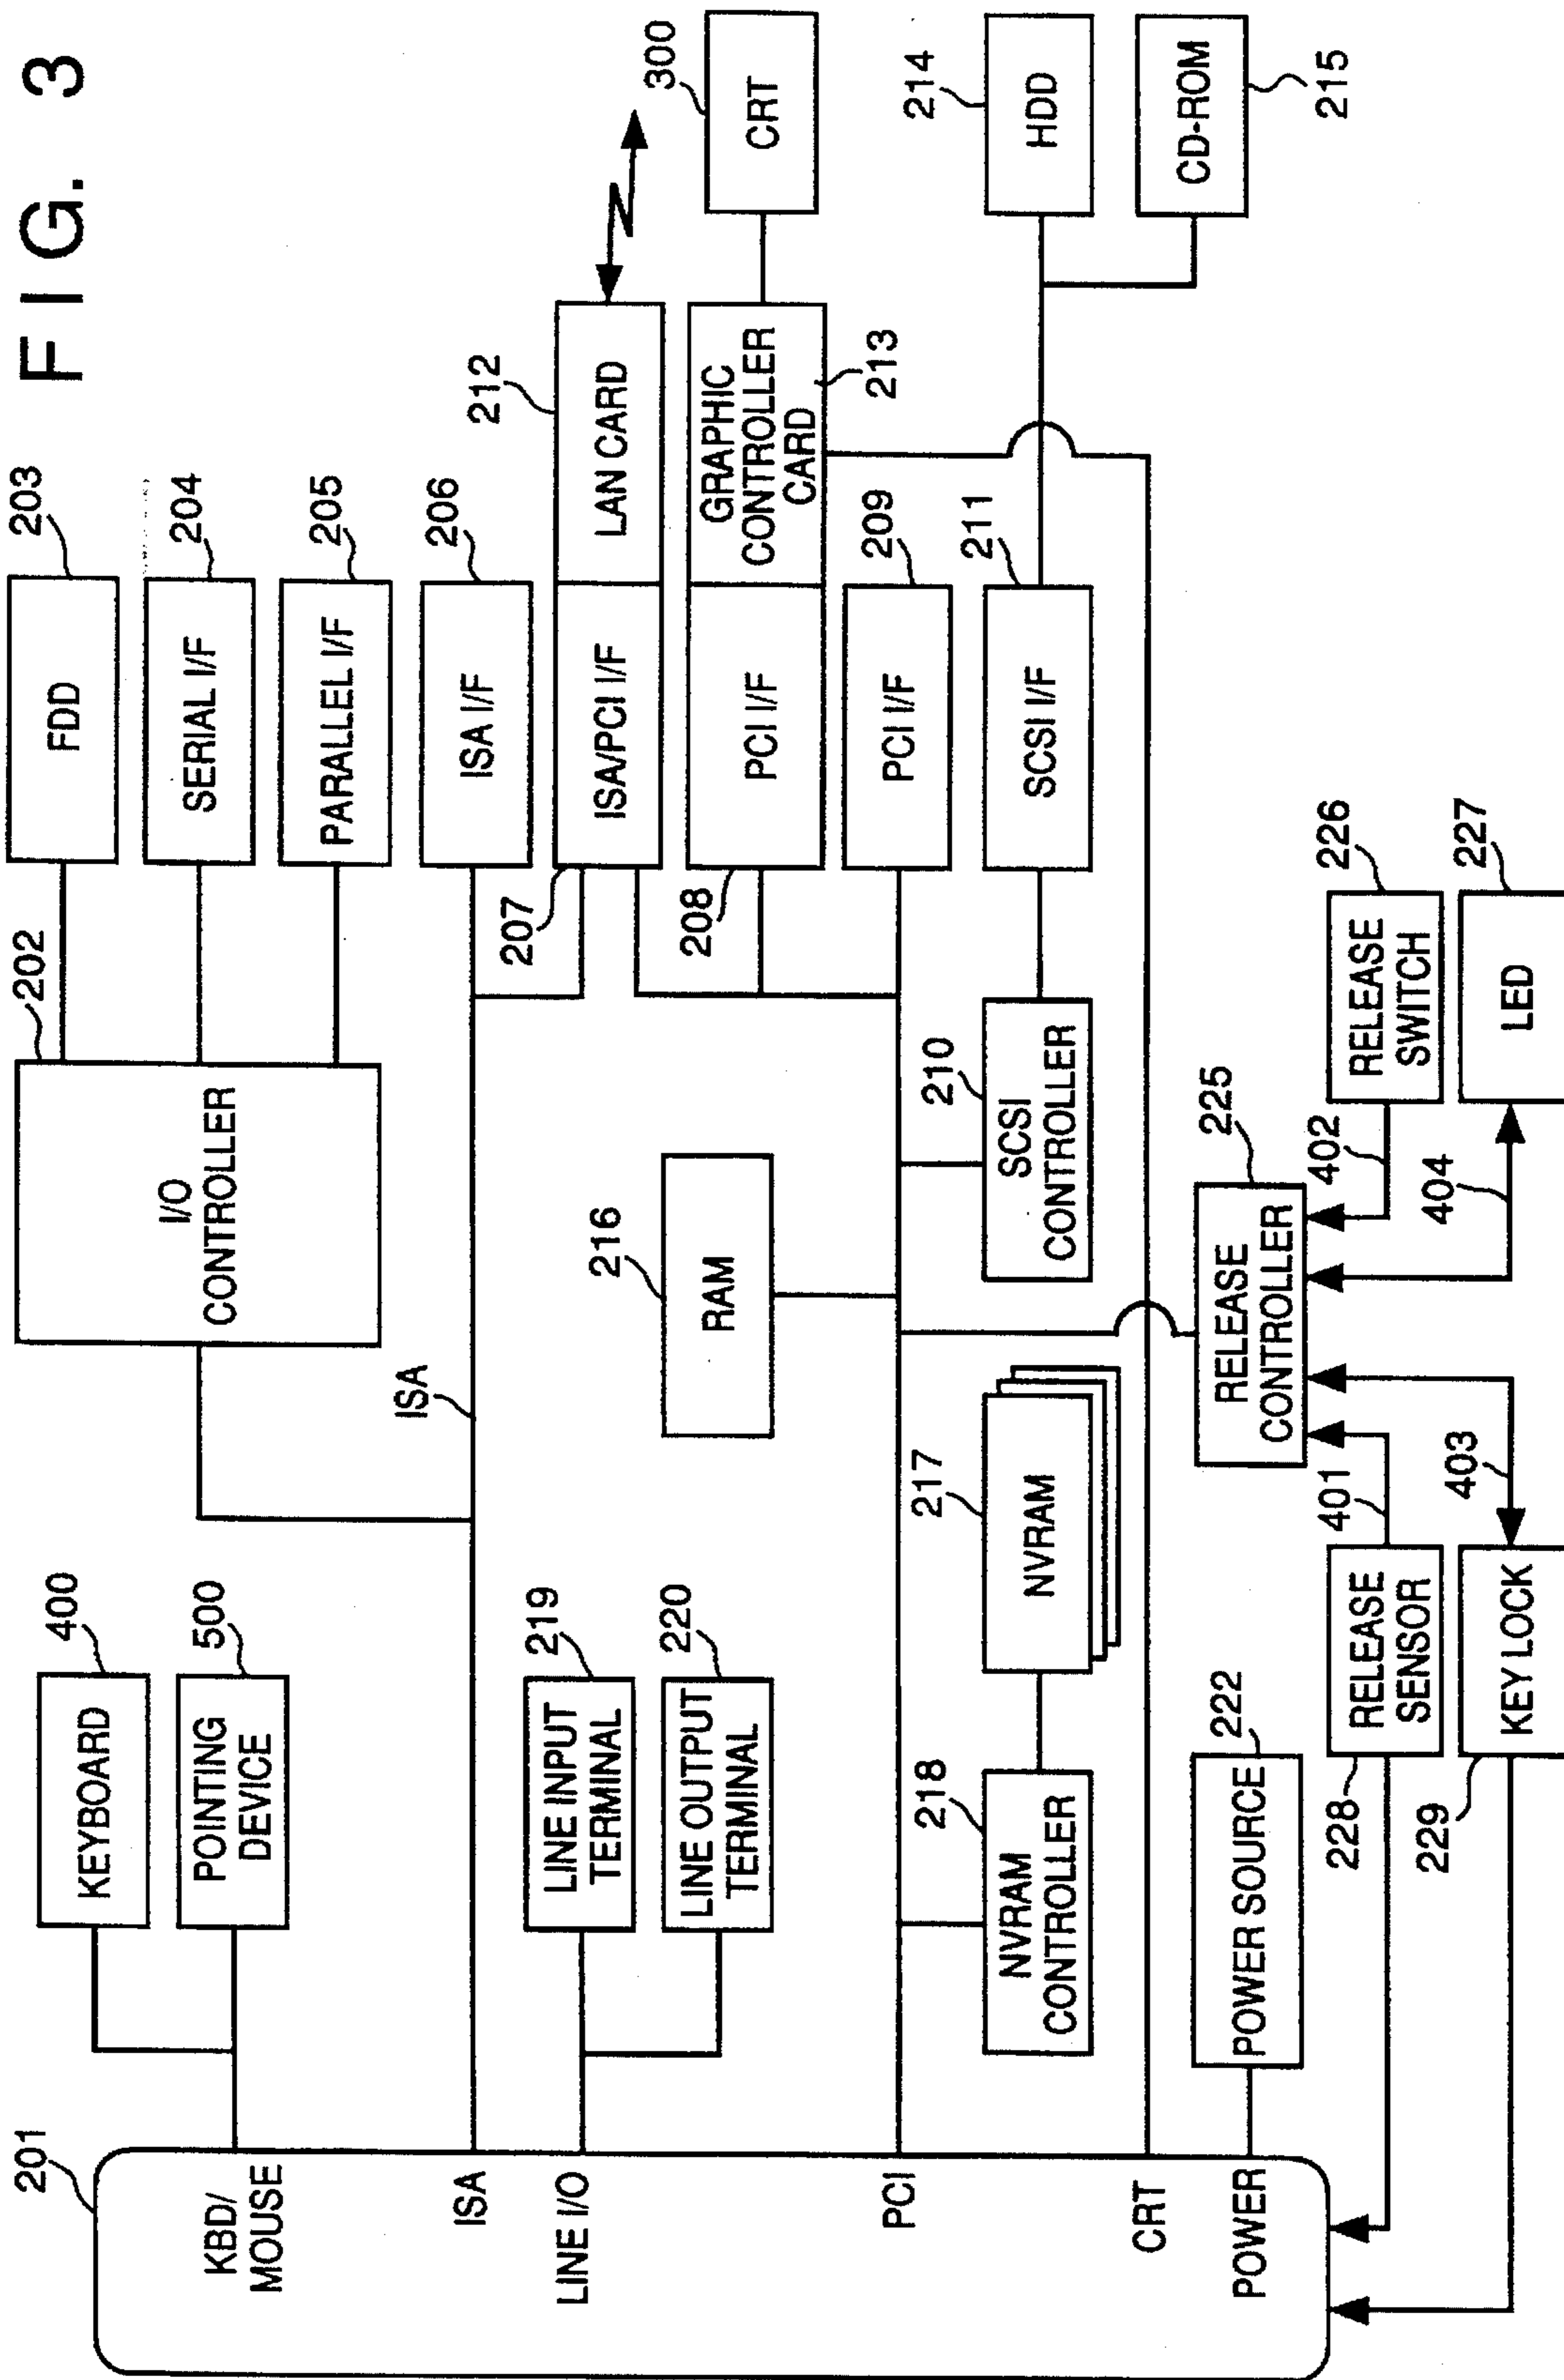 FIG. 3
201
KBD/
MOUSE
ISA
LINE I/O
PCI
CRT
POWER
400
KEYBOARD
500
POINTING
DEVICE
219
LINE INPUT
TERMINAL
220
LINE OUTPUT
TERMINAL
218
NVRAM
CONTROLLER
217
NVRAM
222
POWER SOURCE
228
RELEASE
SENSOR
229
KEY LOCK
401
403
ISA
202
I/O
CONTROLLER
216
RAM
210
SCSI
CONTROLLER
225
RELEASE
CONTROLLER
402
404
226
RELEASE
SWITCH
227
LED
203
FDD
204
SERIAL I/F
205
PARALLEL I/F
206
ISA I/F
207
ISA/PCI I/F
212
LAN CARD
208
PCI I/F
213
GRAPHIC
CONTROLLER
CARD
209
PCI I/F
211
SCSI I/F
300
CRT
214
HDD
215
CD-ROM